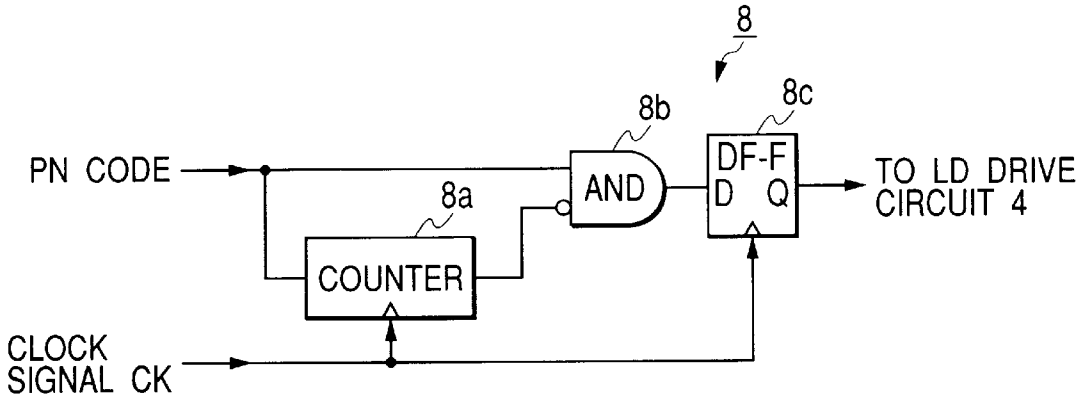 8
8c
8b
DF-F
PN CODE
TO LD DRIVE
AND
D Q
CIRCUIT 4
8a
COUNTER
CLOCK
SIGNAL CK